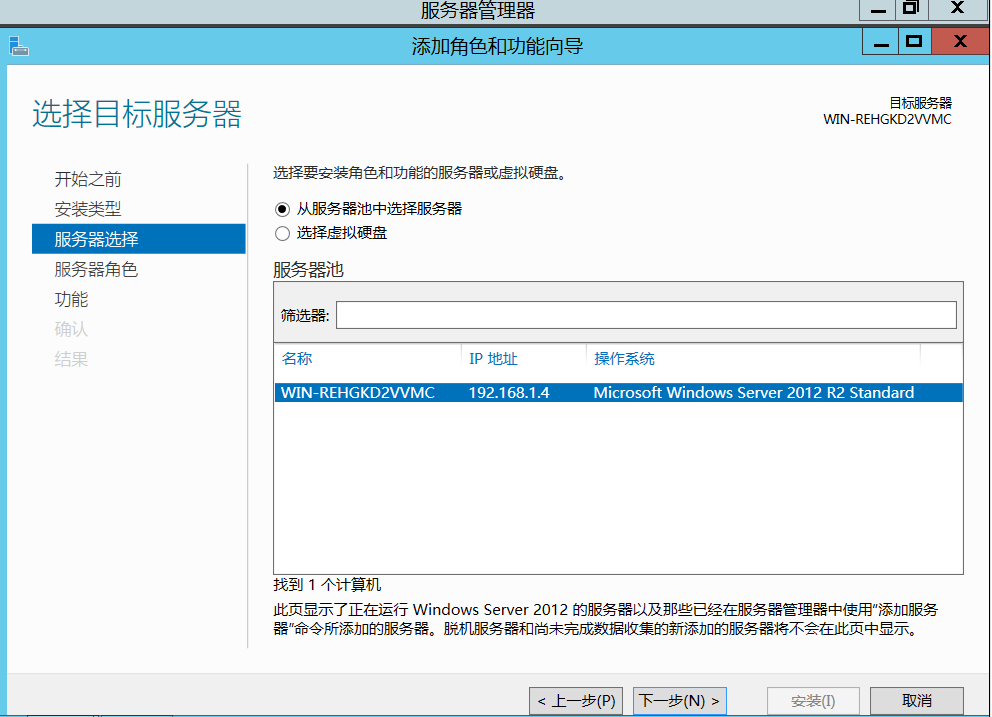 服务器管理器
添加角色和功能向导
选择目标服务器
目标服务器
WIN-REHGKD2VVMC
开始之前
安装类型
服务器选择
服务器角色
功能
确认
结果
选择要安装角色和功能的服务器或虚拟硬盘。
从服务器池中选择服务器
选择虚拟硬盘
服务器池
筛选器:
名称 IP 地址 操作系统
WIN-REHGKD2VVMC 192.168.1.4 Microsoft Windows Server 2012 R2 Standard
找到 1 个计算机
此页显示了正在运行 Windows Server 2012 的服务器以及那些已经在服务器管理器中使用"添加服务
器"命令所添加的服务器。脱机服务器和尚未完成数据收集的新添加的服务器将不会在此页中显示。
< 上一步(P) 下一步(N) > 安装(I) 取消